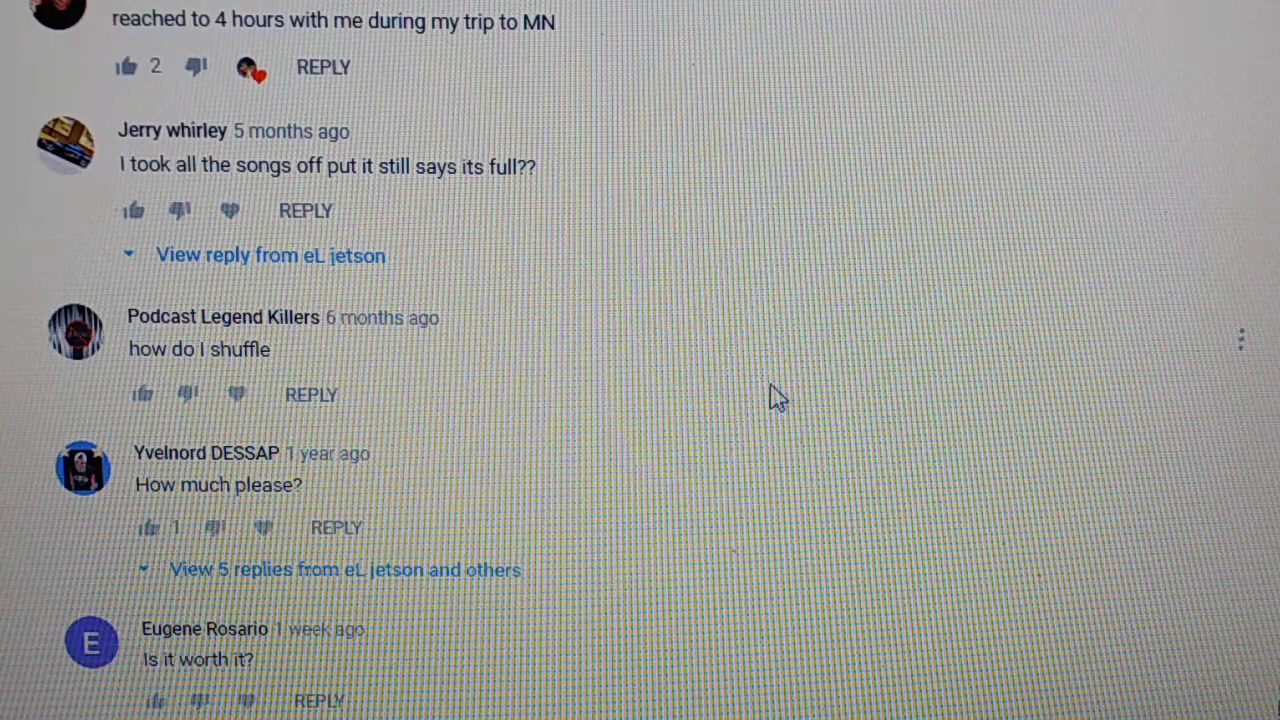 reached to 4 hours with me during my trip to MN
2 REPLY
Jerry whirley 5 months ago
I took all the songs off put it still says its full??
REPLY
View reply from eL jetson
Podcast Legend Killers 6 months ago
how do I shuffle
REPLY
Yvelnord DESSAP 1 year ago
How much please?
1 REPLY
View 5 replies from eL jetson and others
E
Eugene Rosario 1 week ago
Is it worth it?
REPLY